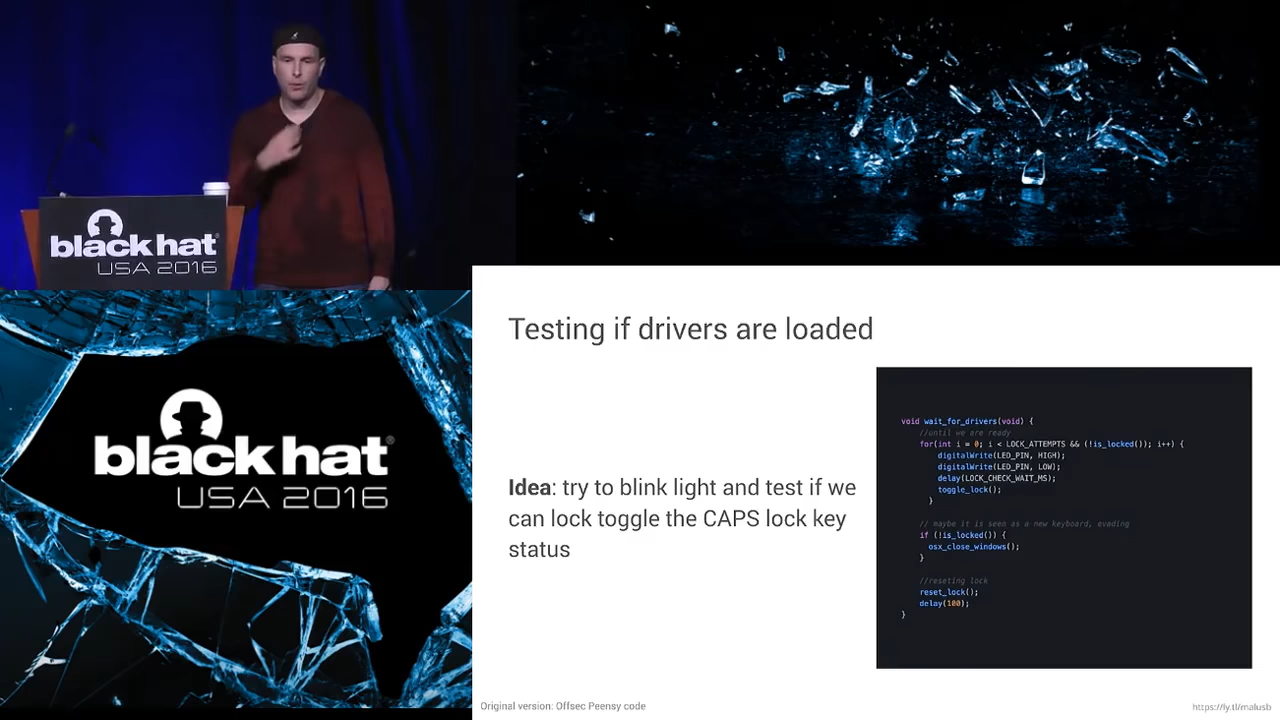 black hat
USA 2016
black hat®
USA 2016
Testing if drivers are loaded
Idea: try to blink light and test if we
can lock toggle the CAPS lock key
status
void wait_for_drivers(void) {
//until we are ready
for(int i = 0; i < LOCK_ATTEMPTS && (!is_locked()); i++) {
digitalWrite(LED_PIN, HIGH);
digitalWrite(LED_PIN, LOW);
delay(LOCK_CHECK_WAIT_MS);
toggle_lock();
}
// maybe it is seen as a new keyboard, evading
if (!is_locked()) {
osx_close_windows();
}
//reseting lock
reset_lock();
delay(100);
}
Original version: Offsec Peensy code
https://ly.tl/malusb